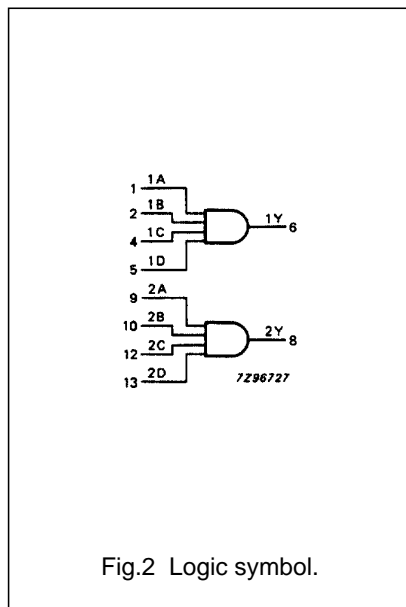 1 1A
2 1B
4 1C
5 1D
1Y 6
9 2A
10 2B
12 2C
13 2D
2Y 8
7Z96727
Fig.2 Logic symbol.